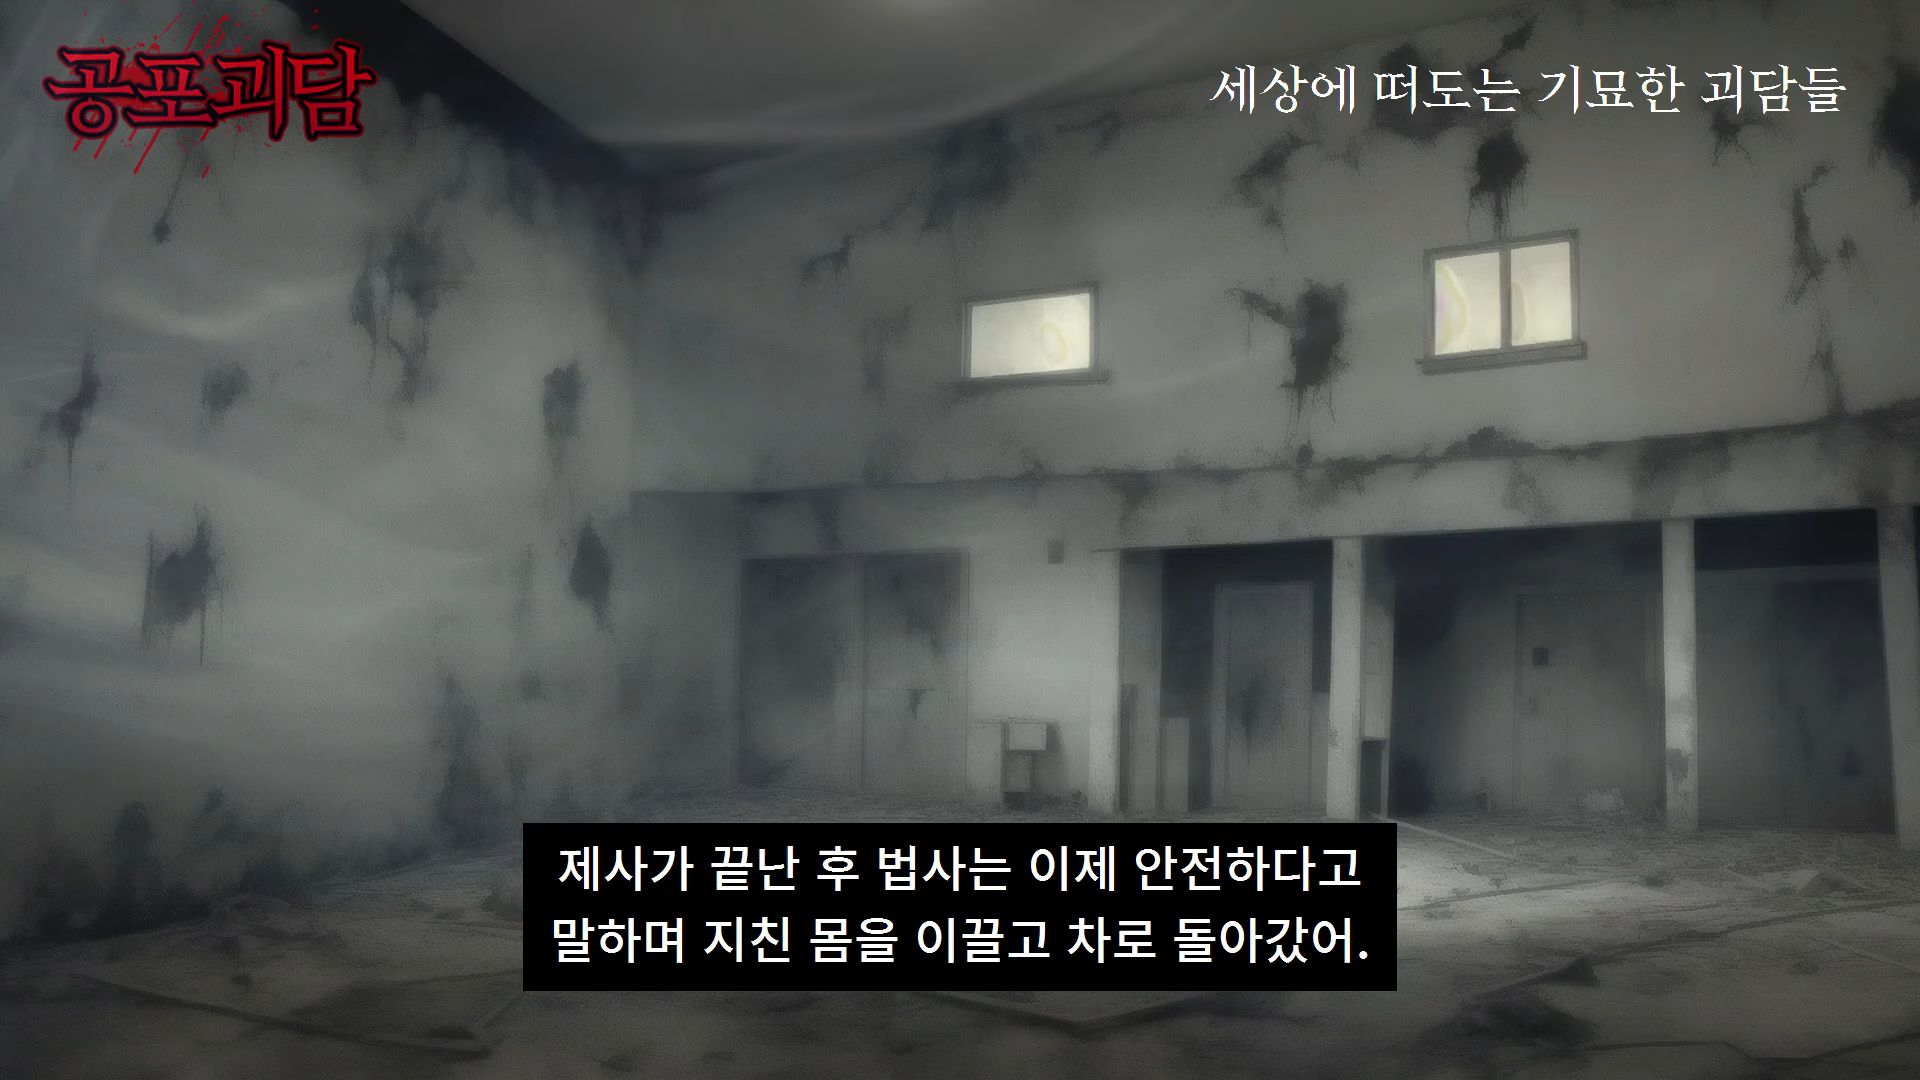 공포괴담
세상에 떠도는 기묘한 괴담들
제사가 끝난 후 법사는 이제 안전하다고
말하며 지친 몸을 이끌고 차로 돌아갔어.